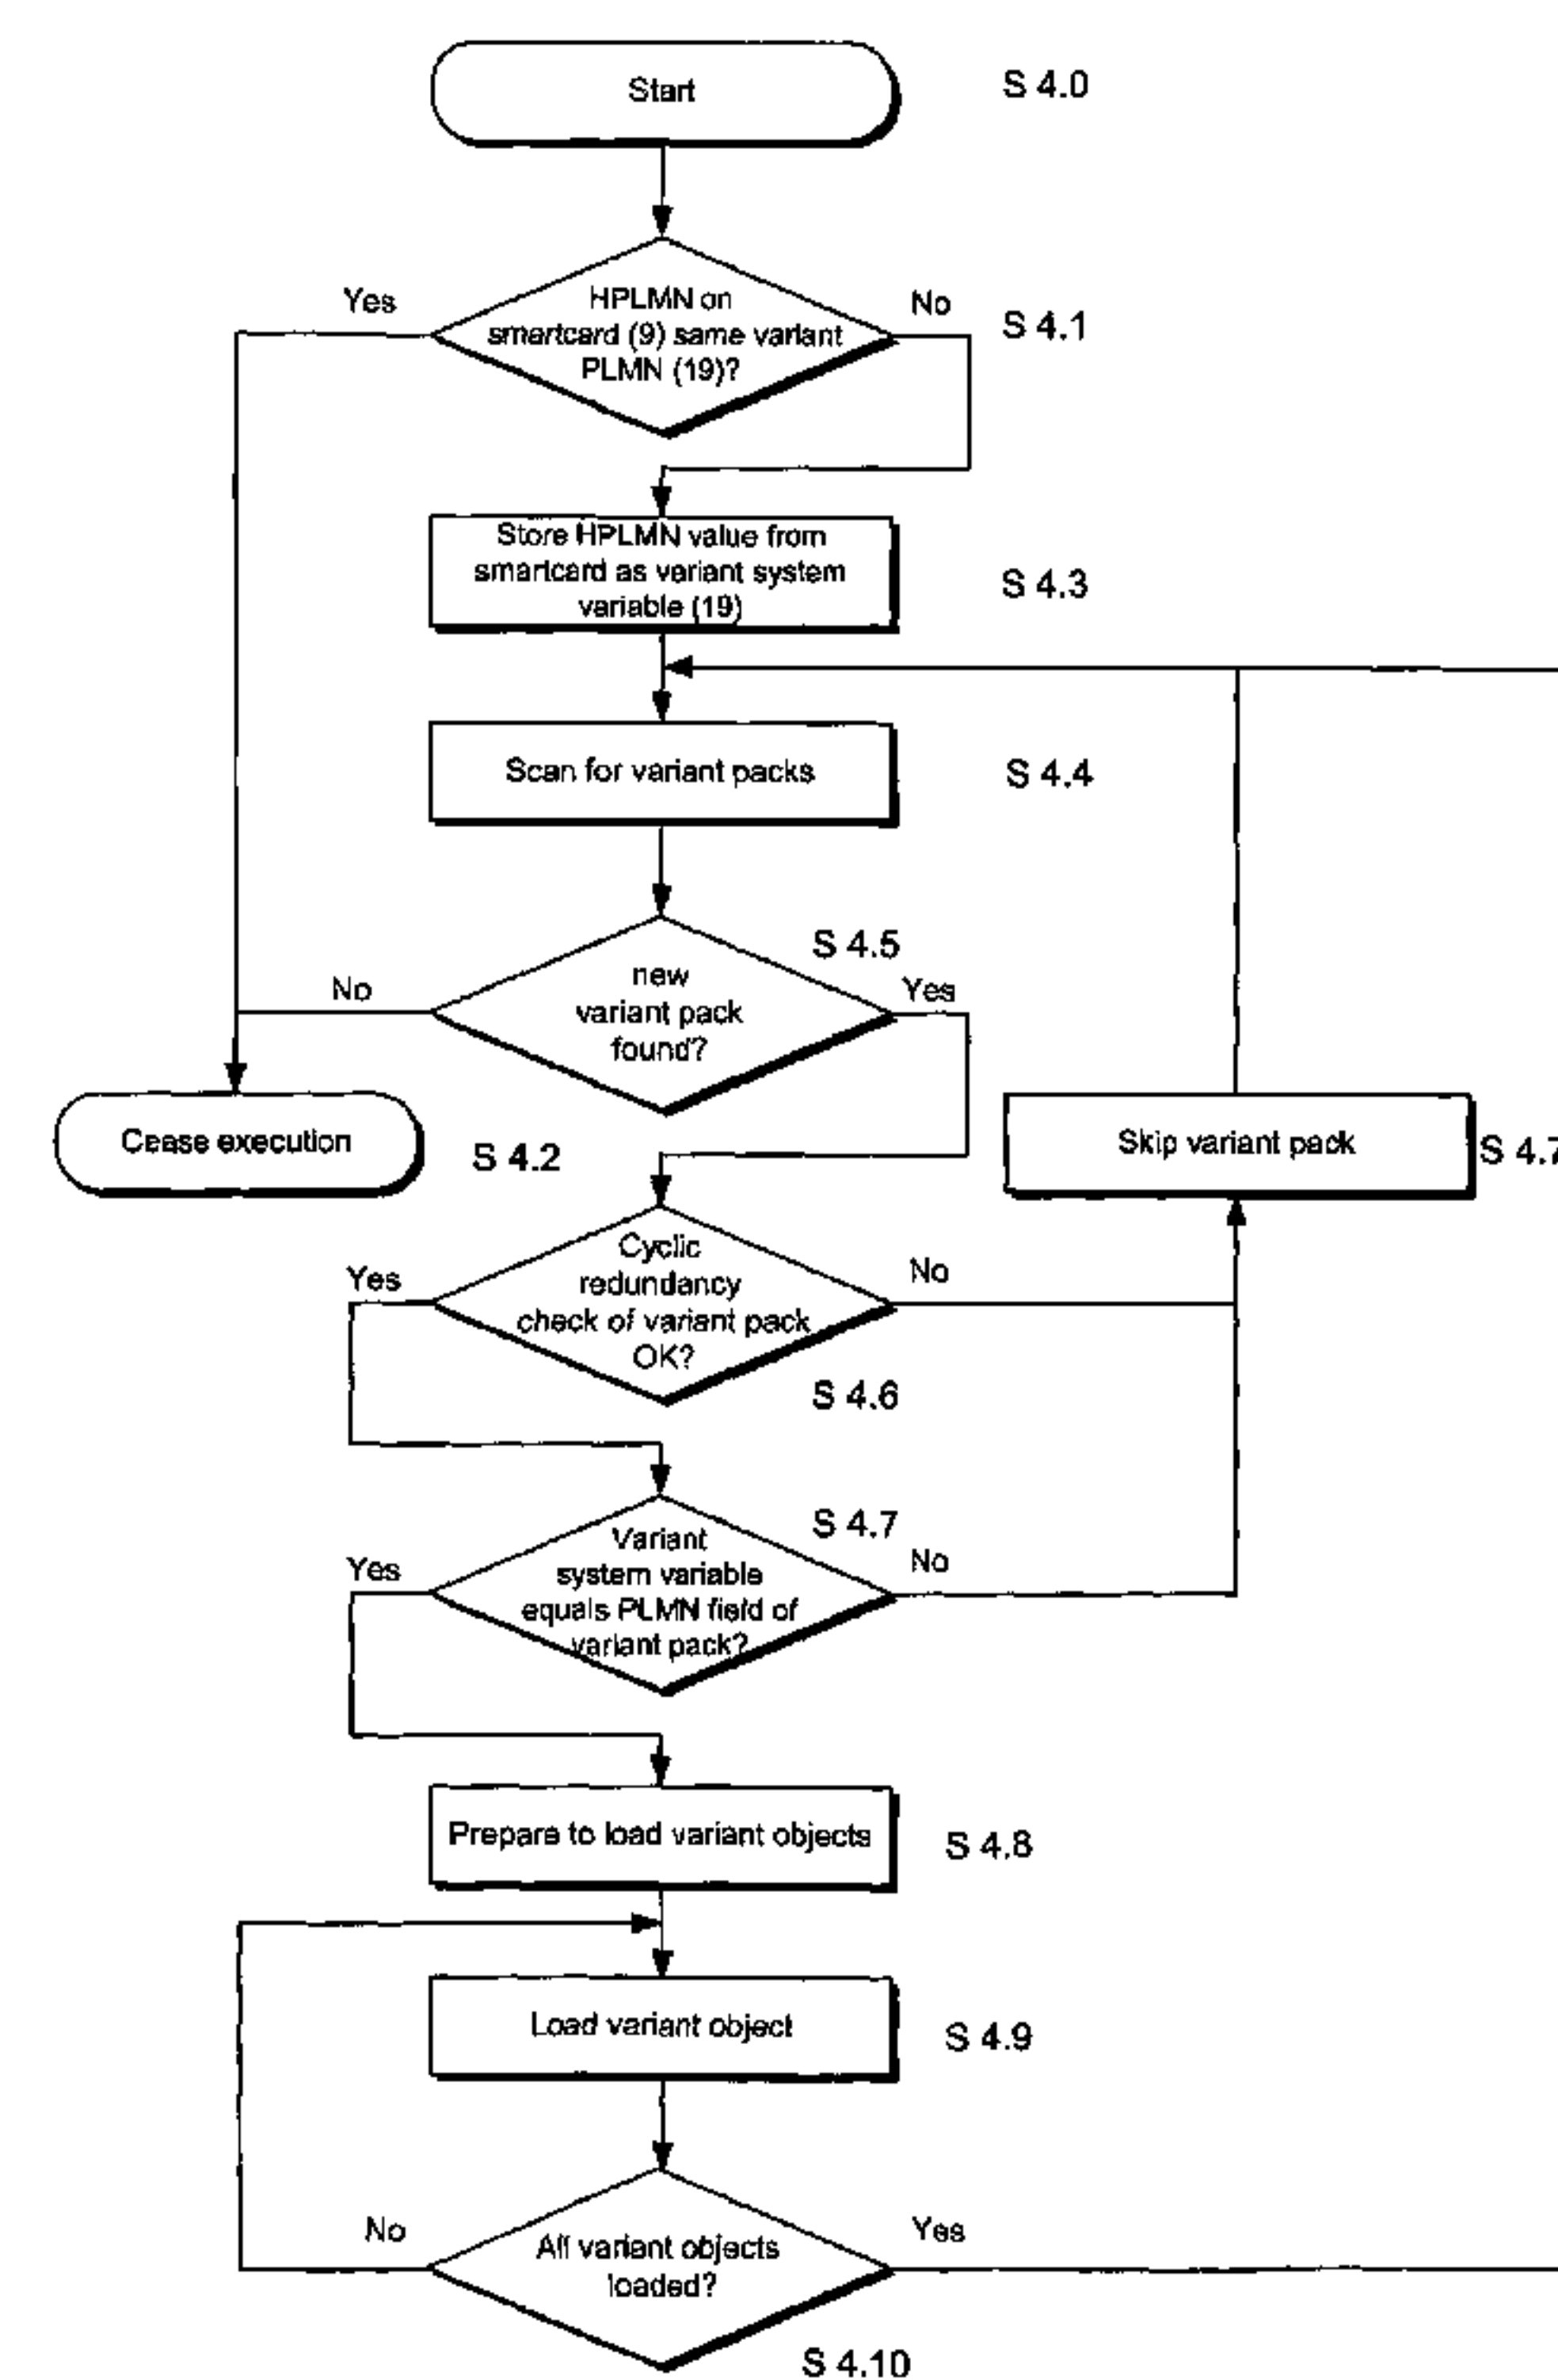 Start
S 4.0
Yes
HPLMN on
smartcard (9) same variant
PLMN (19)?
No
S 4.1
Store HPLMN value from
smartcard as variant system
variable (19)
S 4.3
Scan for variant packs
S 4.4
S 4.5
No
new
variant pack
found?
Yes
Cease execution
S 4.2
Skip variant pack
S 4.7
Yes
Cyclic
redundancy
check of variant pack
OK?
No
S 4.6
S 4.7
Yes
Variant
system variable
equals PLMN field of
variant pack?
No
Prepare to load variant objects
S 4.8
Load variant object
S 4.9
No
All variant objects
loaded?
Yes
S 4.10